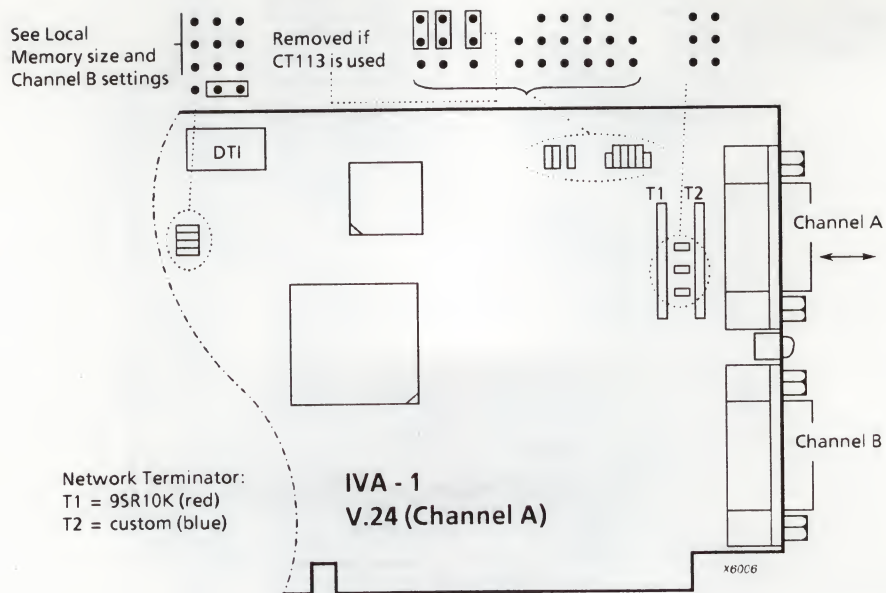 See Local
Memory size and
Channel B settings
Removed if
CT113 is used
DTI
T1 T2
Channel A
Channel B
Network Terminator:
T1 = 9SR10K (red)
T2 = custom (blue)
IVA - 1
V.24 (Channel A)
X60C6